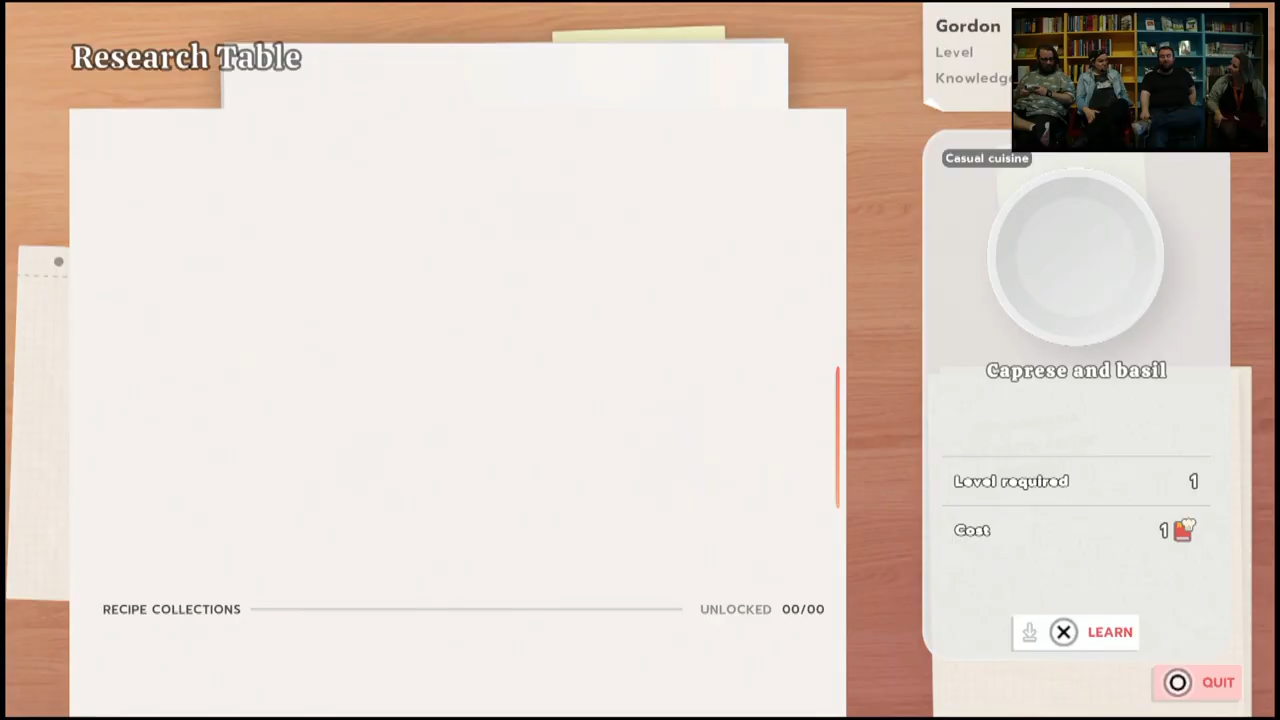 Research Table
Gordon
Level
Knowledge
Casual cuisine
Caprese and basil
Level required 1
Cost 1
RECIPE COLLECTIONS UNLOCKED 00/00
LEARN
QUIT